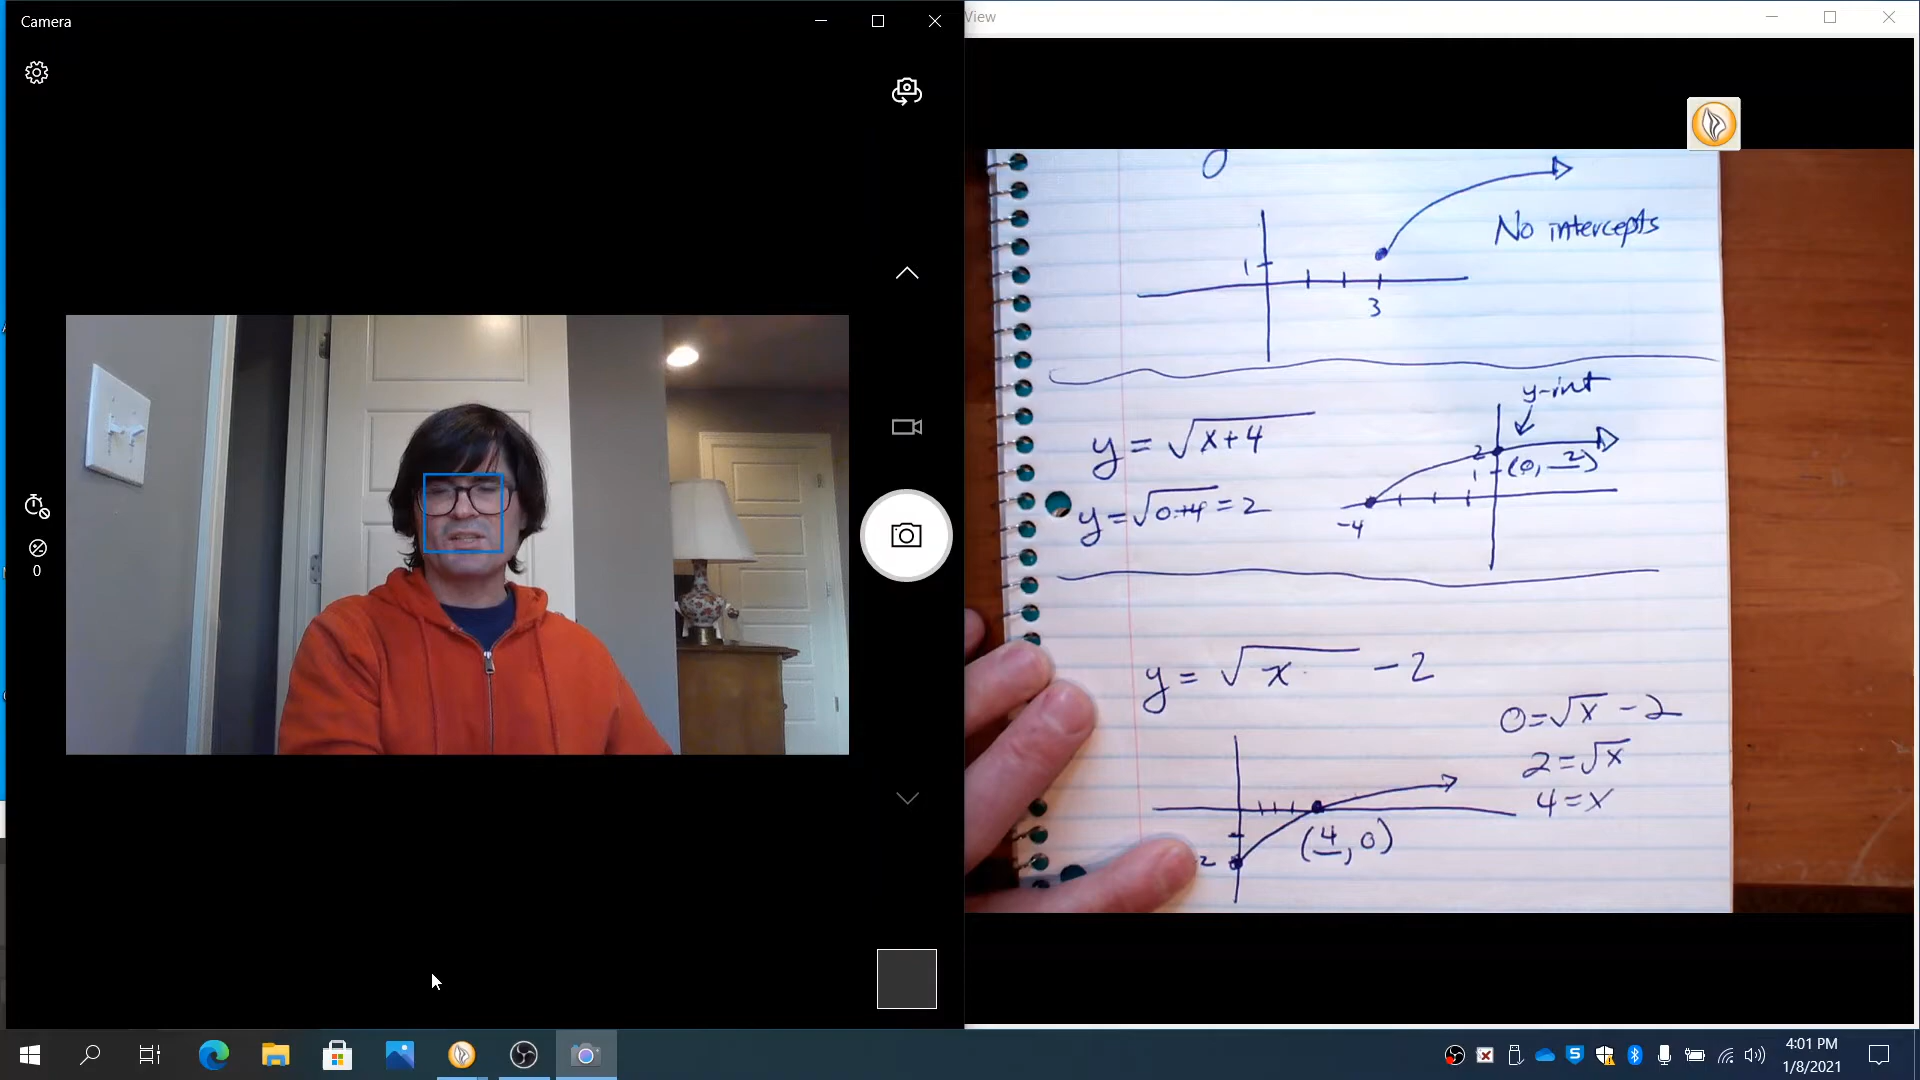 Camera
View
0
No intercepts
1
3
y-int
y = √x+4
2
1
(0, 2)
y = √0+4 = 2
-4
y = √x - 2
0 = √x - 2
2 = √x
4 = x
(4, 0)
2
4:01 PM
1/8/2021